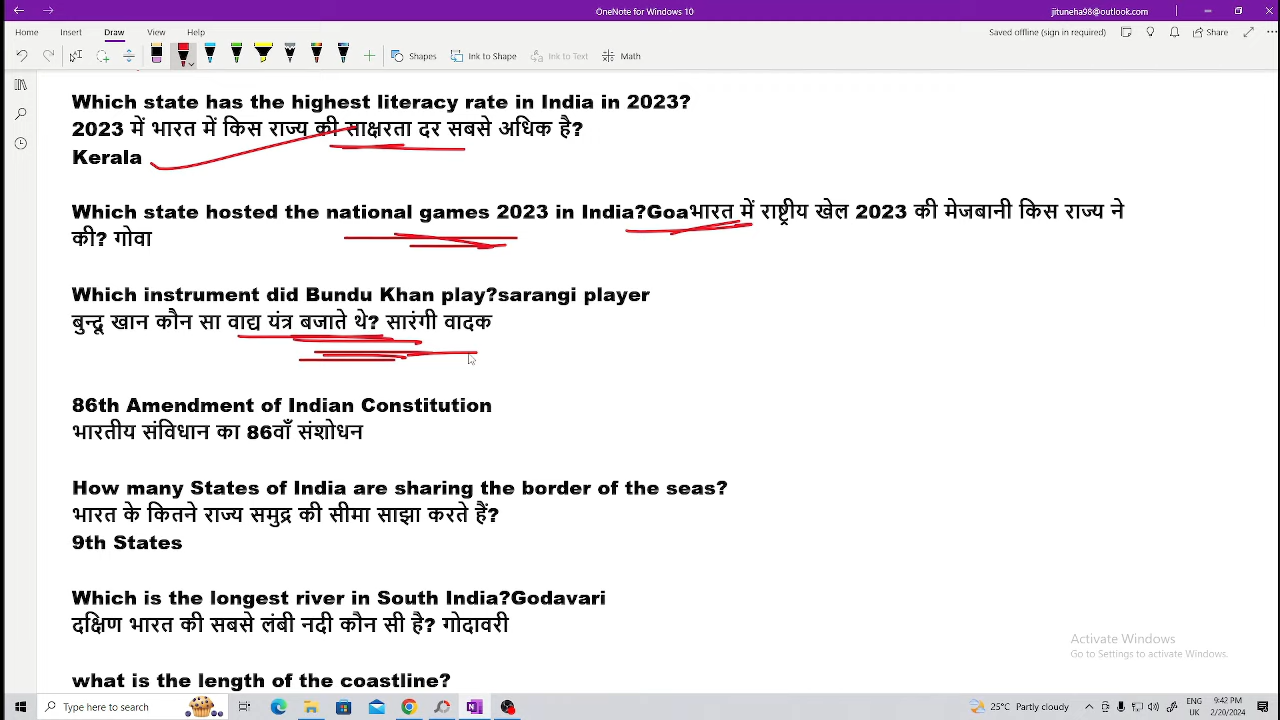 OneNote for Windows 10
jituneha98@outlook.com
Home Insert Draw View Help
Saved offline (sign in required)
Share
Shapes
Ink to Shape
Ink to Text
Math
Which state has the highest literacy rate in India in 2023?
2023 में भारत में किस राज्य की साक्षरता दर सबसे अधिक है?
Kerala
Which state hosted the national games 2023 in India?Goaभारत में राष्ट्रीय खेल 2023 की मेजबानी किस राज्य ने
की? गोवा
Which instrument did Bundu Khan play?sarangi player
बुन्दू खान कौन सा वाद्य यंत्र बजाते थे? सारंगी वादक
86th Amendment of Indian Constitution
भारतीय संविधान का 86वाँ संशोधन
How many States of India are sharing the border of the seas?
भारत के कितने राज्य समुद्र की सीमा साझा करते हैं?
9th States
Which is the longest river in South India?Godavari
दक्षिण भारत की सबसे लंबी नदी कौन सी है? गोदावरी
what is the length of the coastline?
Activate Windows
Go to Settings to activate Windows.
Type here to search
25°C Partly cloudy
UK
9:42 PM
2/20/2024